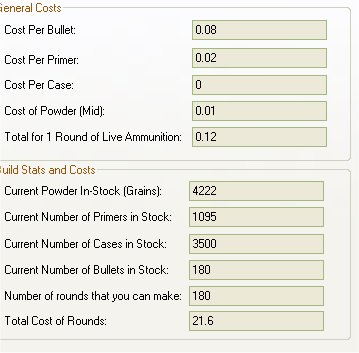 General Costs
Cost Per Bullet: 0.08
Cost Per Primer: 0.02
Cost Per Case: 0
Cost of Powder (Mid): 0.01
Total for 1 Round of Live Ammunition: 0.12
Build Stats and Costs
Current Powder In-Stock (Grains): 4222
Current Number of Primers in Stock: 1095
Current Number of Cases in Stock: 3500
Current Number of Bullets in Stock: 180
Number of rounds that you can make: 180
Total Cost of Rounds: 21.6